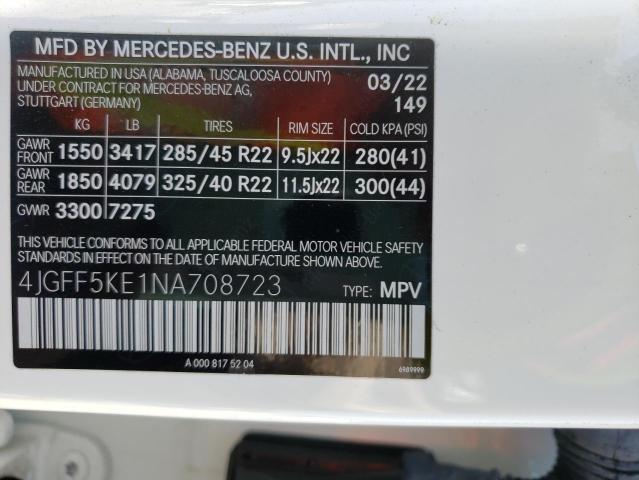 MFD BY MERCEDES-BENZ U.S. INTL., INC
MANUFACTURED IN USA (ALABAMA, TUSCALOOSA COUNTY) 03/22
UNDER CONTRACT FOR MERCEDES-BENZ AG,
STUTTGART (GERMANY) 149
KG LB TIRES RIM SIZE COLD KPA (PSI)
GAWR FRONT 1550 3417 285/45 R22 9.5Jx22 280(41)
GAWR REAR 1850 4079 325/40 R22 11.5Jx22 300(44)
GVWR 3300 7275
THIS VEHICLE CONFORMS TO ALL APPLICABLE FEDERAL MOTOR VEHICLE SAFETY
STANDARDS IN EFFECT ON THE DATE OF MANUFACTURE SHOWN ABOVE.
4JGFF5KE1NA708723 TYPE: MPV
A 000 817 52 04 6989999